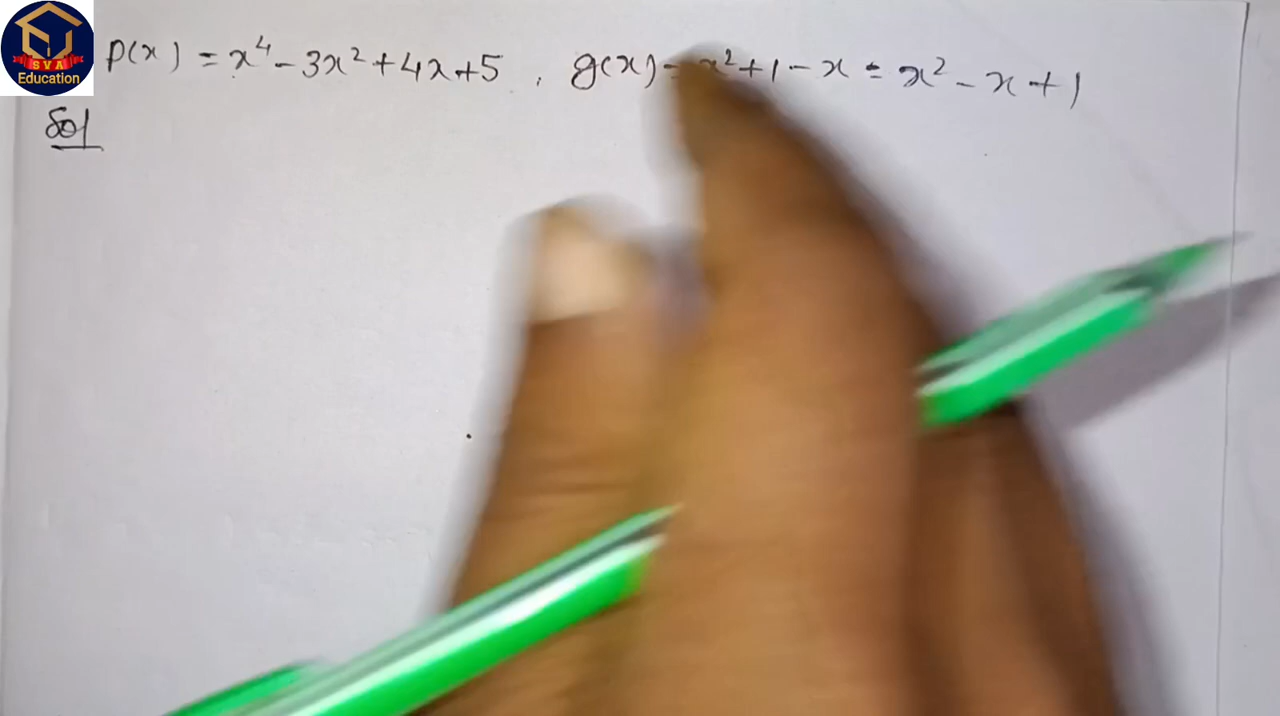 SVA
Education
p(x) = x⁴ - 3x² + 4x + 5 , g(x) = x² + 1 - x = x² - x + 1
Sol